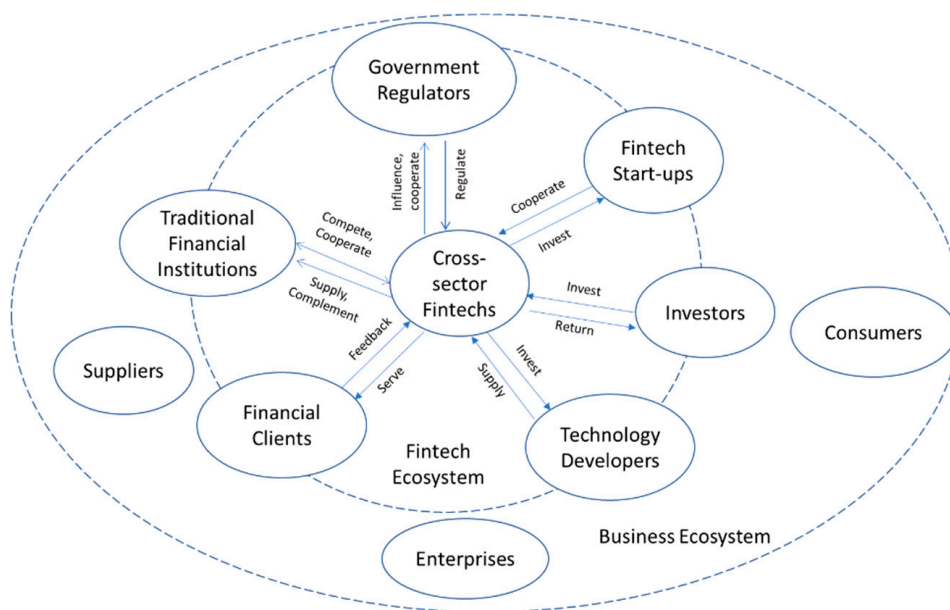 Government
Regulators
Fintech
Start-ups
Influence,
cooperate
Regulate
Cooperate
Invest
Traditional
Financial
Institutions
Compete,
Cooperate
Supply,
Complement
Cross-
sector
Fintechs
Invest
Return
Investors
Consumers
Suppliers
Feedback
Serve
Invest
Supply
Financial
Clients
Technology
Developers
Fintech
Ecosystem
Business Ecosystem
Enterprises